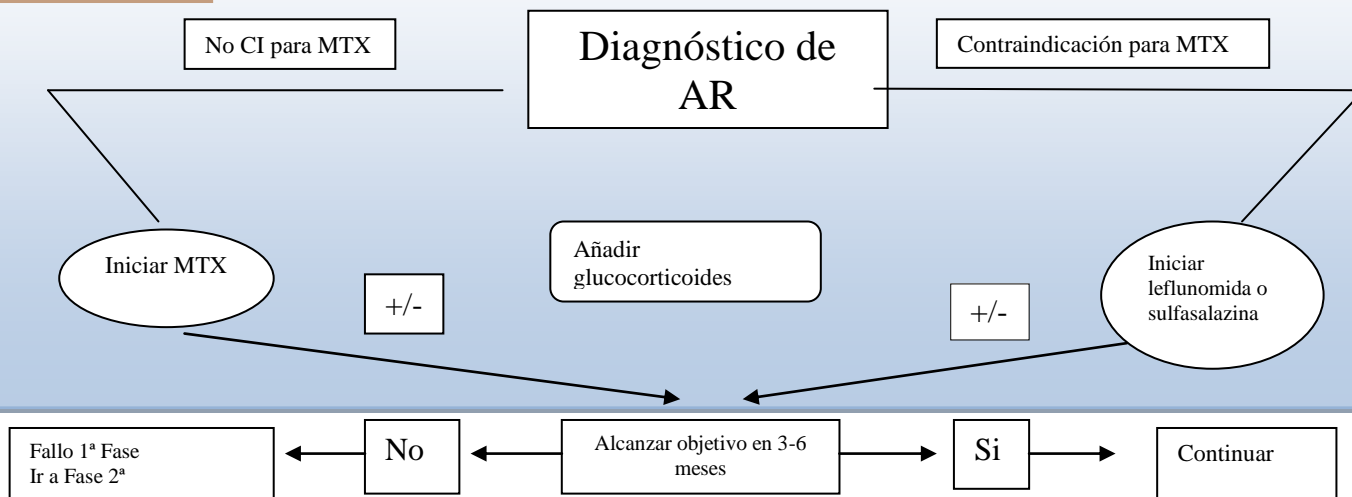 No CI para MTX
Diagnóstico de
AR
Contraindicación para MTX
Iniciar MTX
+/-
Añadir
glucocorticoides
+/-
Iniciar
leflunomida o
sulfasalazina
Fallo 1ª Fase
Ir a Fase 2ª
No
Alcanzar objetivo en 3-6
meses
Si
Continuar